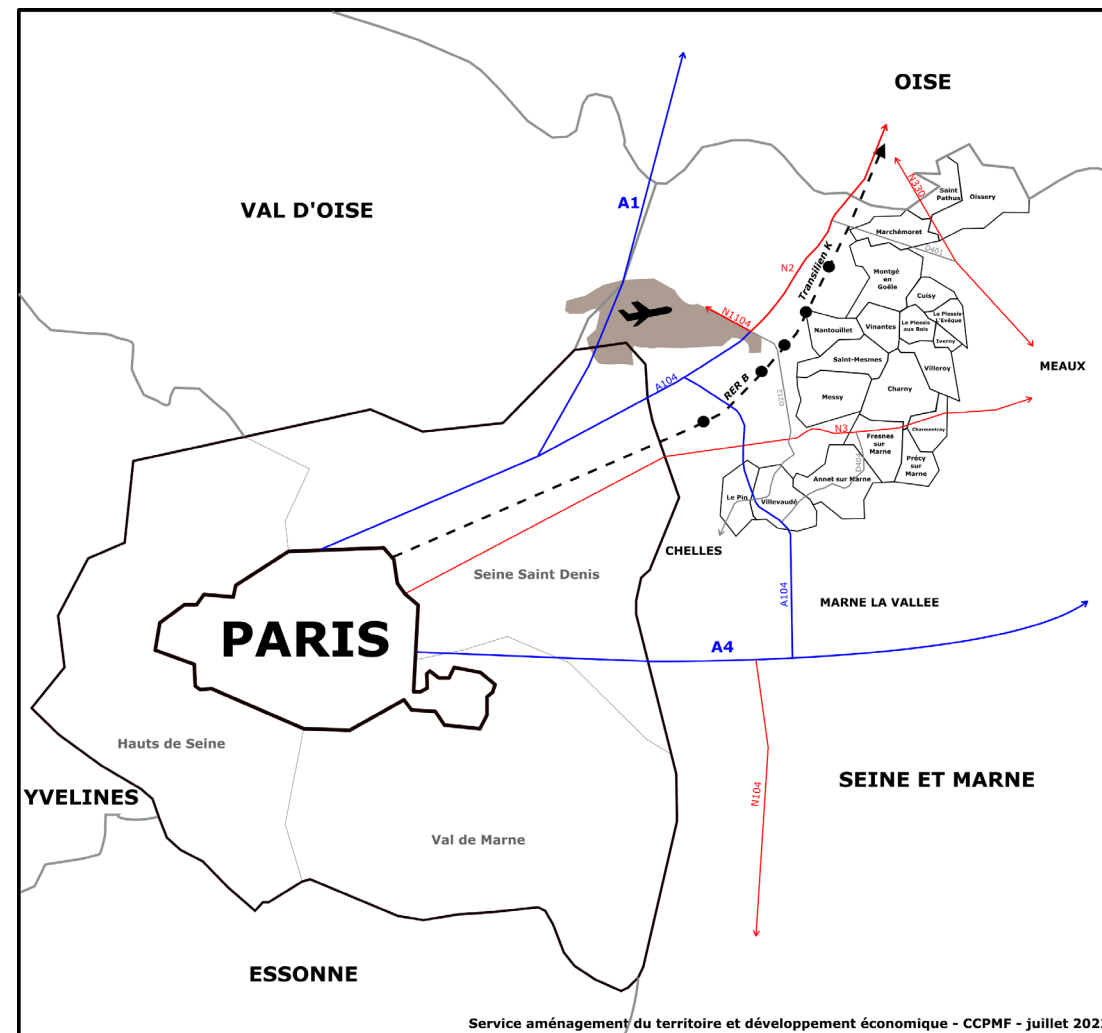 OISE
VAL D'OISE
A1
N330
Saint
Pathus
Oissery
Marchémoret
D401
Transilien K
N2
Montgé
en
Goële
Cuisy
Le Plessis
L'Evêque
N1104
Nantouillet
Vinantes
Le Plessis
aux Bois
Iverny
Saint-Mesmes
Villeroy
MEAUX
A104
RER B
D212
Messy
Charny
N3
Charmentray
Fresnes
sur
Marne
D404
Précy
sur
Marne
Annet sur Marne
Le Pin
Villevaudé
CHELLES
Seine Saint Denis
A104
MARNE LA VALLEE
PARIS
A4
Hauts de Seine
YVELINES
SEINE ET MARNE
N104
Val de Marne
ESSONNE
Service aménagement du territoire et développement économique - CCPMF - juillet